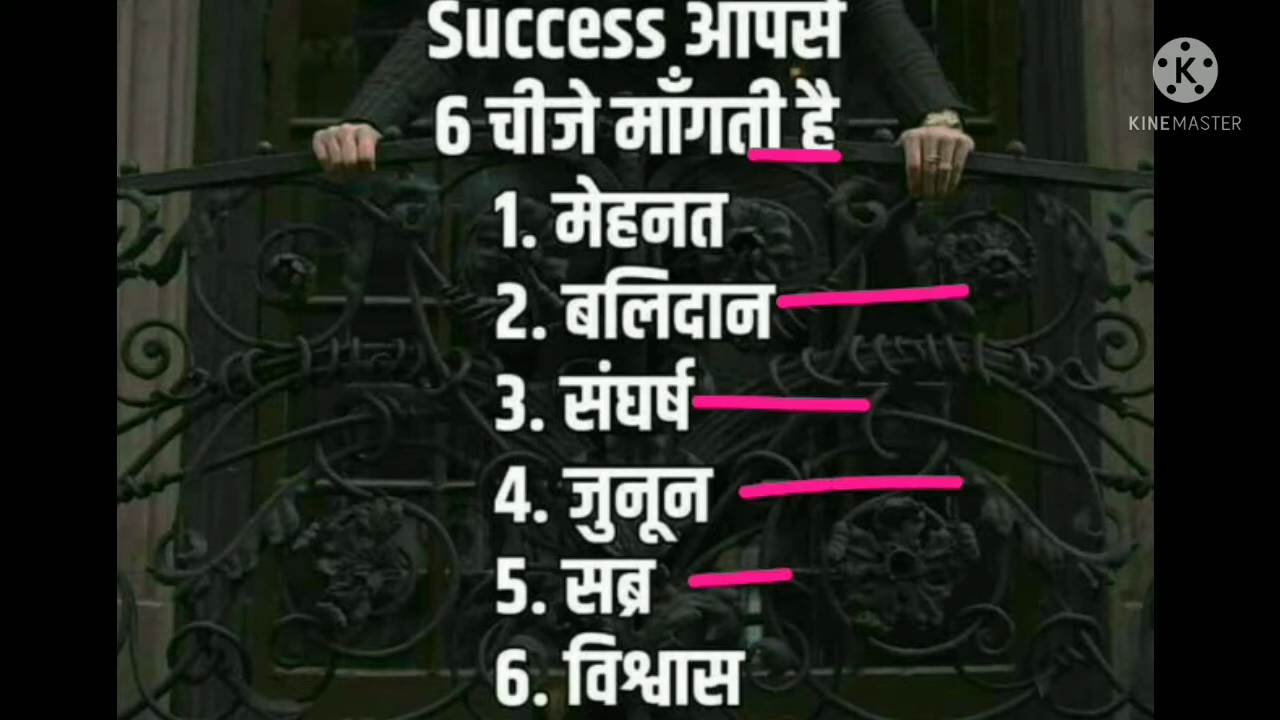 Success आपसे
6 चीजे माँगती है
1. मेहनत
2. बलिदान
3. संघर्ष
4. जुनून
5. सब्र
6. विश्वास
K
KINEMASTER